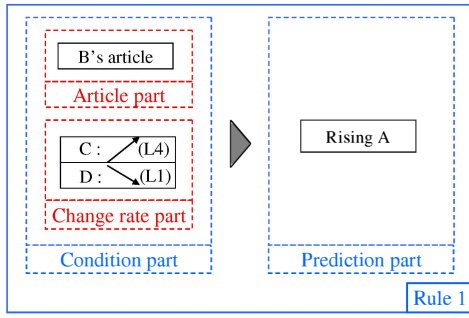 B's article
Article part
C : (L4)
D : (L1)
Change rate part
Condition part
Rising A
Prediction part
Rule 1